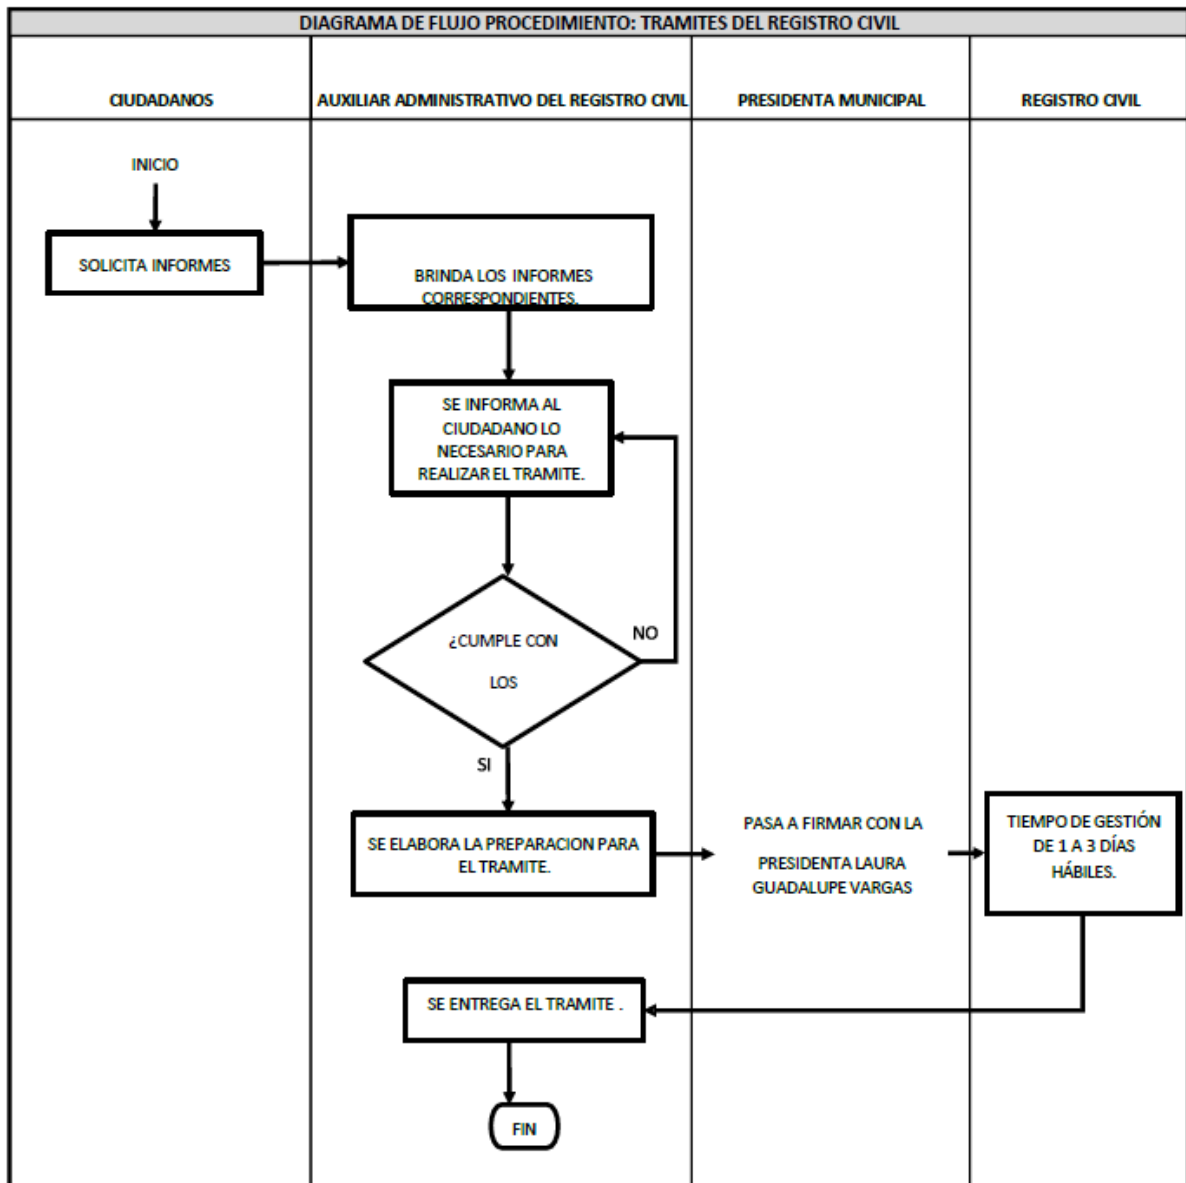 DIAGRAMA DE FLUJO PROCEDIMIENTO: TRAMITES DEL REGISTRO CIVIL
CIUDADANOS
AUXILIAR ADMINISTRATIVO DEL REGISTRO CIVIL
PRESIDENTA MUNICIPAL
REGISTRO CIVIL
INICIO
SOLICITA INFORMES
BRINDA LOS INFORMES
CORRESPONDIENTES.
SE INFORMA AL
CIUDADANO LO
NECESARIO PARA
REALIZAR EL TRAMITE.
¿CUMPLE CON
LOS
NO
SI
SE ELABORA LA PREPARACION PARA
EL TRAMITE.
PASA A FIRMAR CON LA
PRESIDENTA LAURA
GUADALUPE VARGAS
TIEMPO DE GESTIÓN
DE 1 A 3 DÍAS
HÁBILES.
SE ENTREGA EL TRAMITE .
FIN